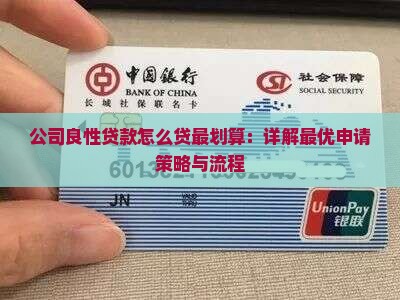 中国银行
BANK OF CHINA
长城社保联名卡
社会保障
SOCIAL SECURITY
公司良性贷款怎么贷最划算：详解最优申请
策略与流程
JN
VALID
UnionPay
银联